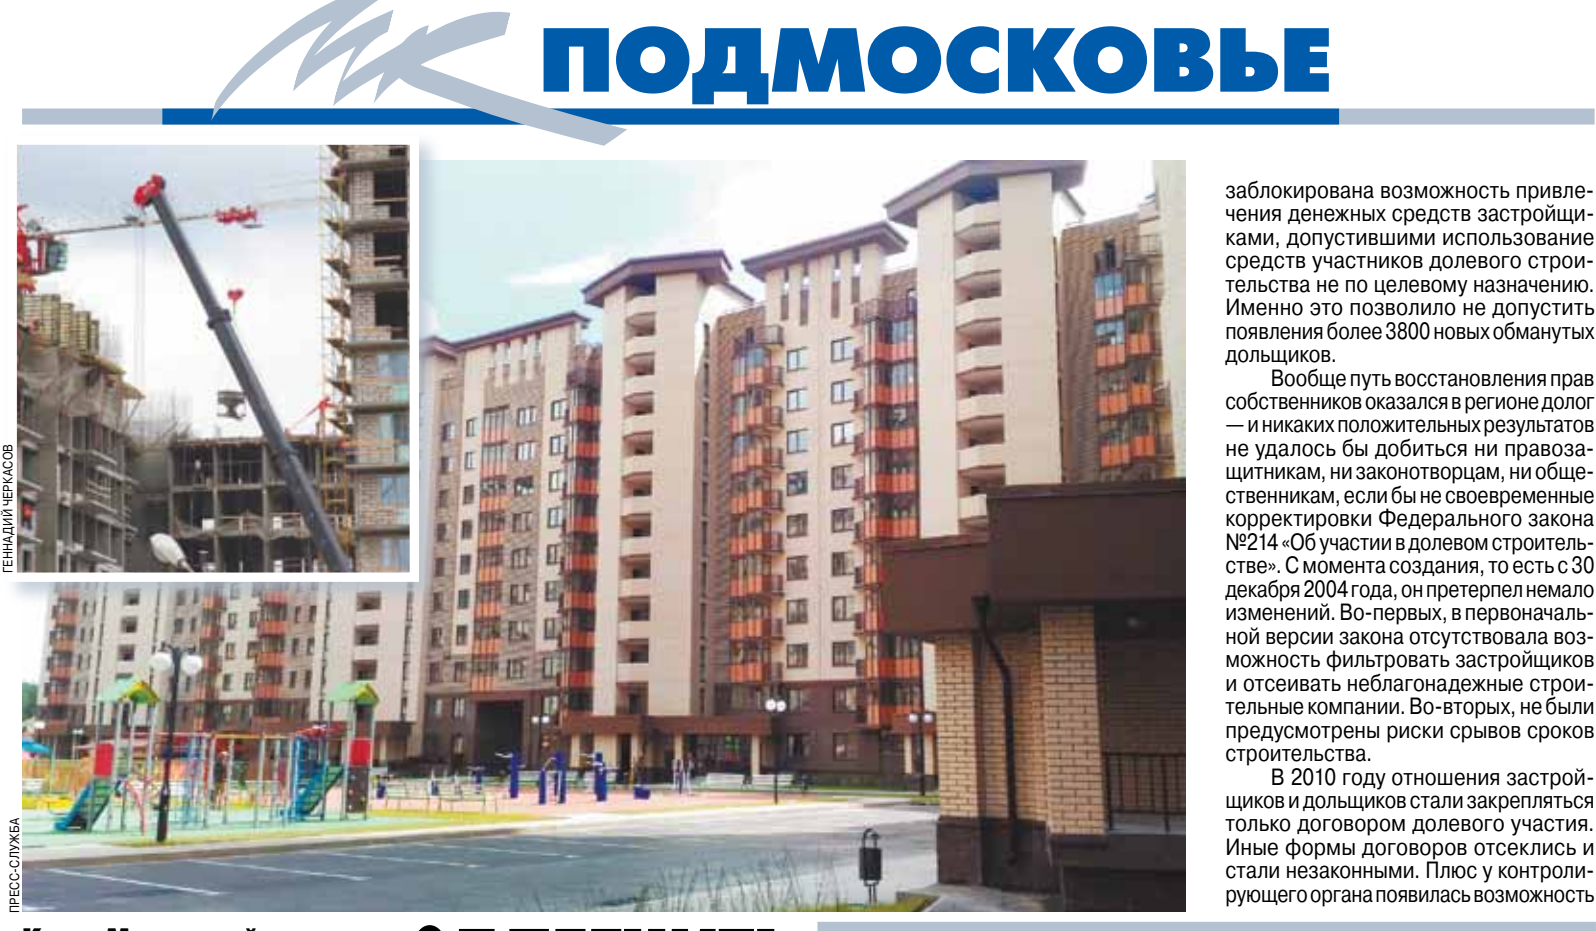 МК ПОДМОСКОВЬЕ
ГЕННАДИЙ ЧЕРКАСОВ
ПРЕСС-СЛУЖБА
заблокирована возможность привле-
чения денежных средств застройщи-
ками, допустившими использование
средств участников долевого строи-
тельства не по целевому назначению.
Именно это позволило не допустить
появления более 3800 новых обманутых
дольщиков.
Вообще путь восстановления прав
собственников оказался в регионе долог
— и никаких положительных результатов
не удалось бы добиться ни правоза-
щитникам, ни законотворцам, ни обще-
ственникам, если бы не своевременные
корректировки Федерального закона
№214 «Об участии в долевом строитель-
стве». С момента создания, то есть с 30
декабря 2004 года, он претерпел немало
изменений. Во-первых, в первоначаль-
ной версии закона отсутствовала воз-
можность фильтровать застройщиков
и отсеивать неблагонадежные строи-
тельные компании. Во-вторых, не были
предусмотрены риски срывов сроков
строительства.
В 2010 году отношения застрой-
щиков и дольщиков стали закрепляться
только договором долевого участия.
Иные формы договоров отсеклись и
стали незаконными. Плюс у контроли-
рующего органа появилась возможность